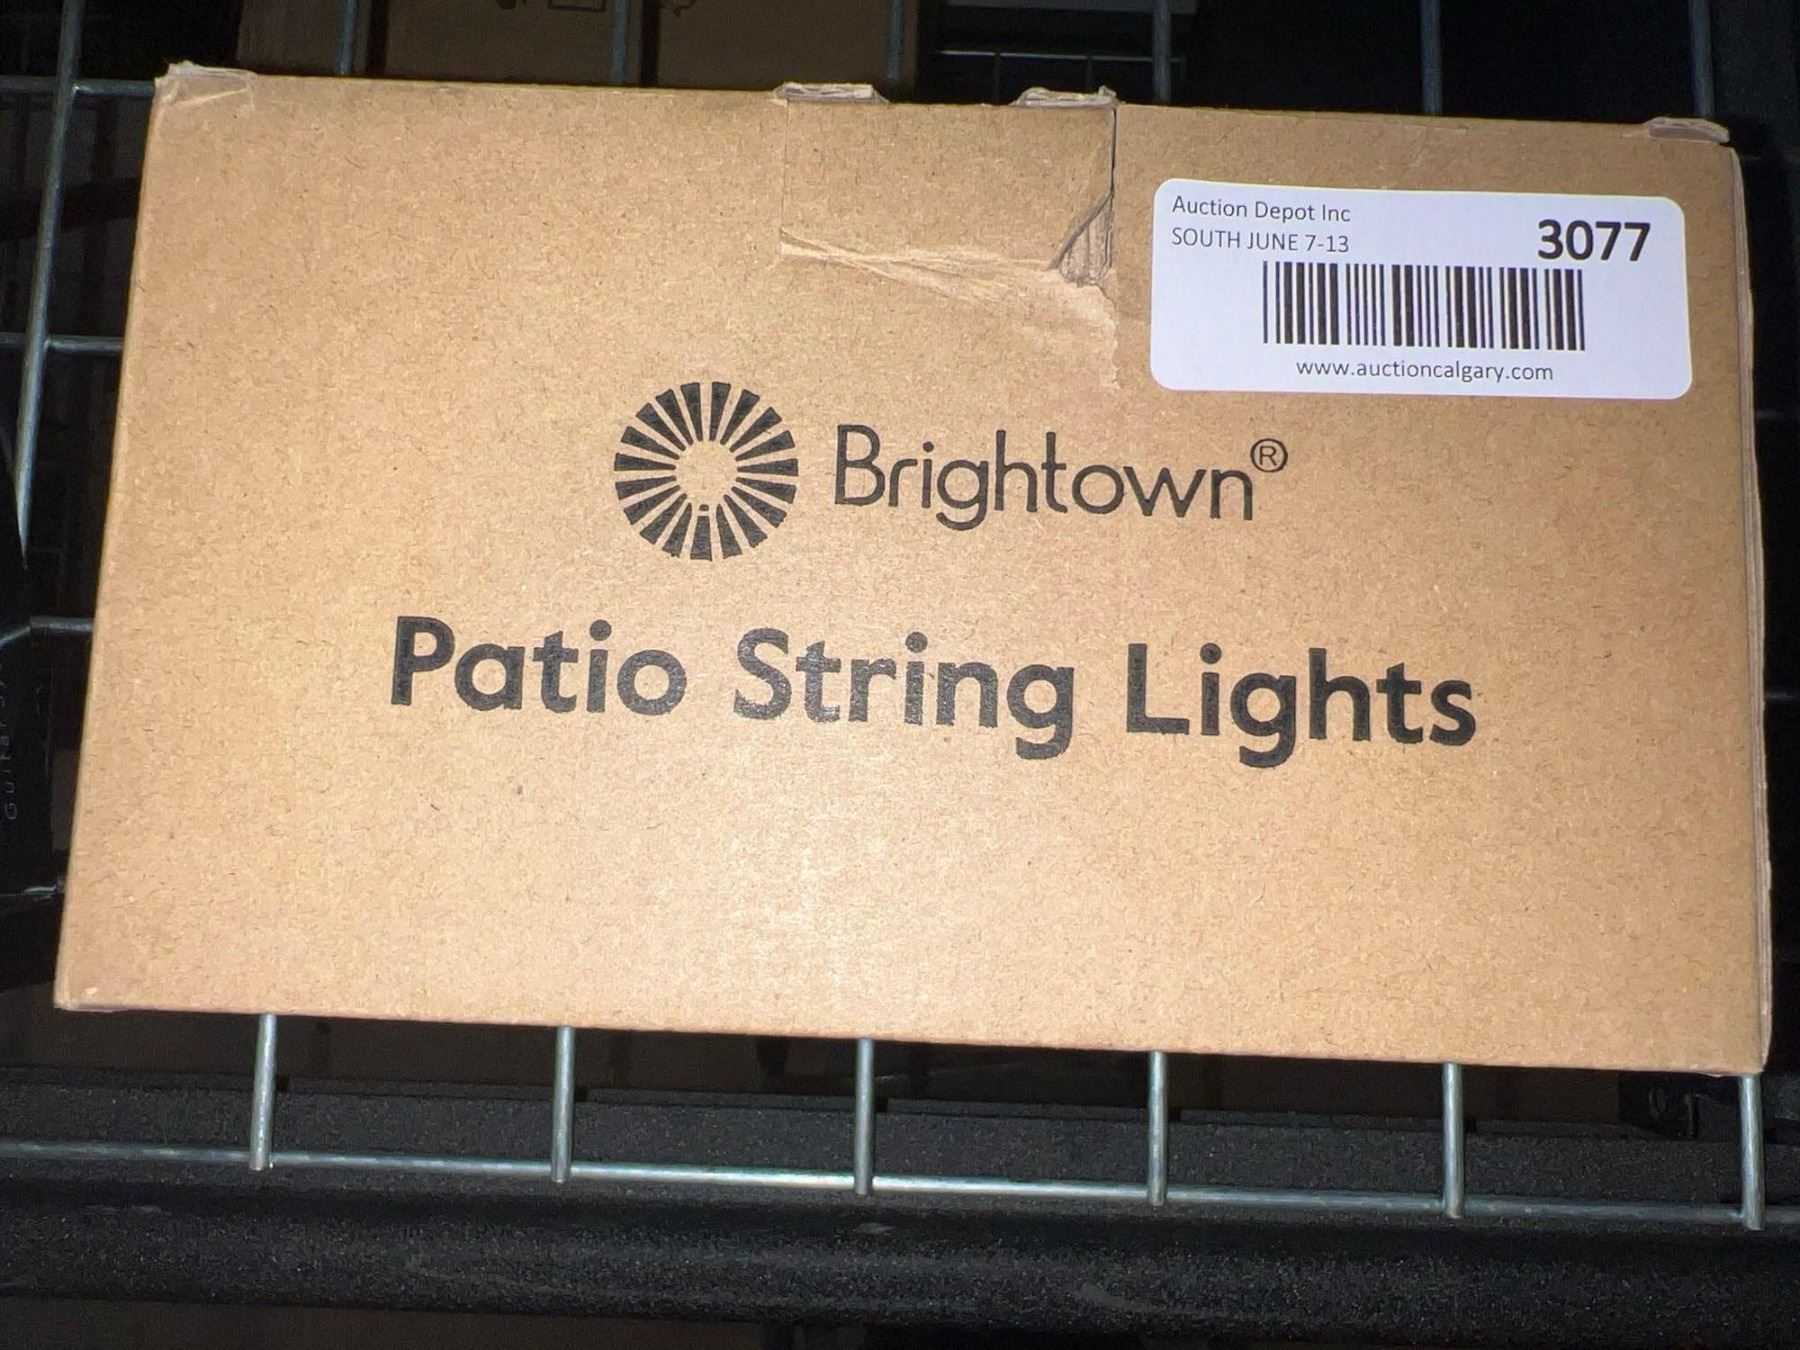 Auction Depot Inc
SOUTH JUNE 7-13
3077
www.auctioncalgary.com
Brightown®
Patio String Lights